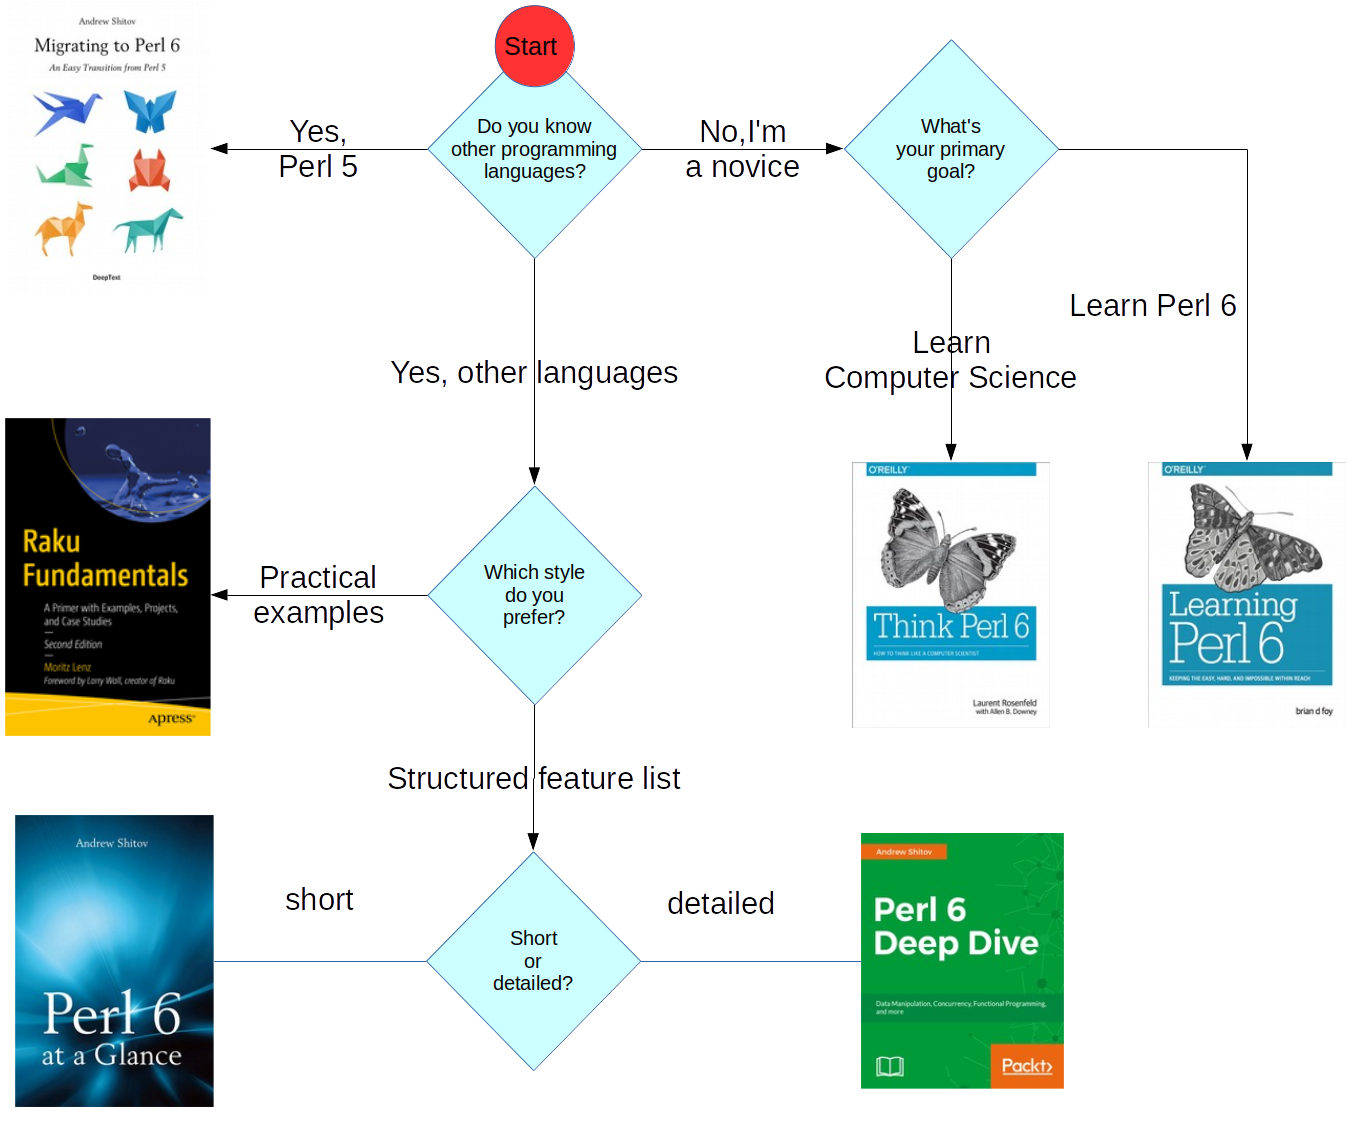 Andrew Shitov
Migrating to Perl 6
An Easy Transition from Perl 5
DeepText
Start
Do you know
other programming
languages?
Yes,
Perl 5
No,I'm
a novice
What's
your primary
goal?
Learn Perl 6
Learn
Computer Science
Yes, other languages
Raku
Fundamentals
A Primer with Examples, Projects,
and Case Studies
Second Edition
Moritz Lenz
Foreword by Larry Wall, creator of Raku
Apress®
Practical
examples
Which style
do you
prefer?
O'REILLY™
Think Perl 6
HOW TO THINK LIKE A COMPUTER SCIENTIST
Laurent Rosenfeld
with Allen B. Downey
O'REILLY™
Learning
Perl 6
KEEPING THE EASY, HARD, AND IMPOSSIBLE WITHIN REACH
brian d foy
Structured feature list
Andrew Shitov
Perl 6
at a Glance
short
Short
or
detailed?
detailed
Andrew Shitov
Perl 6
Deep Dive
Data Manipulation, Concurrency, Functional Programming,
and more
Packt>